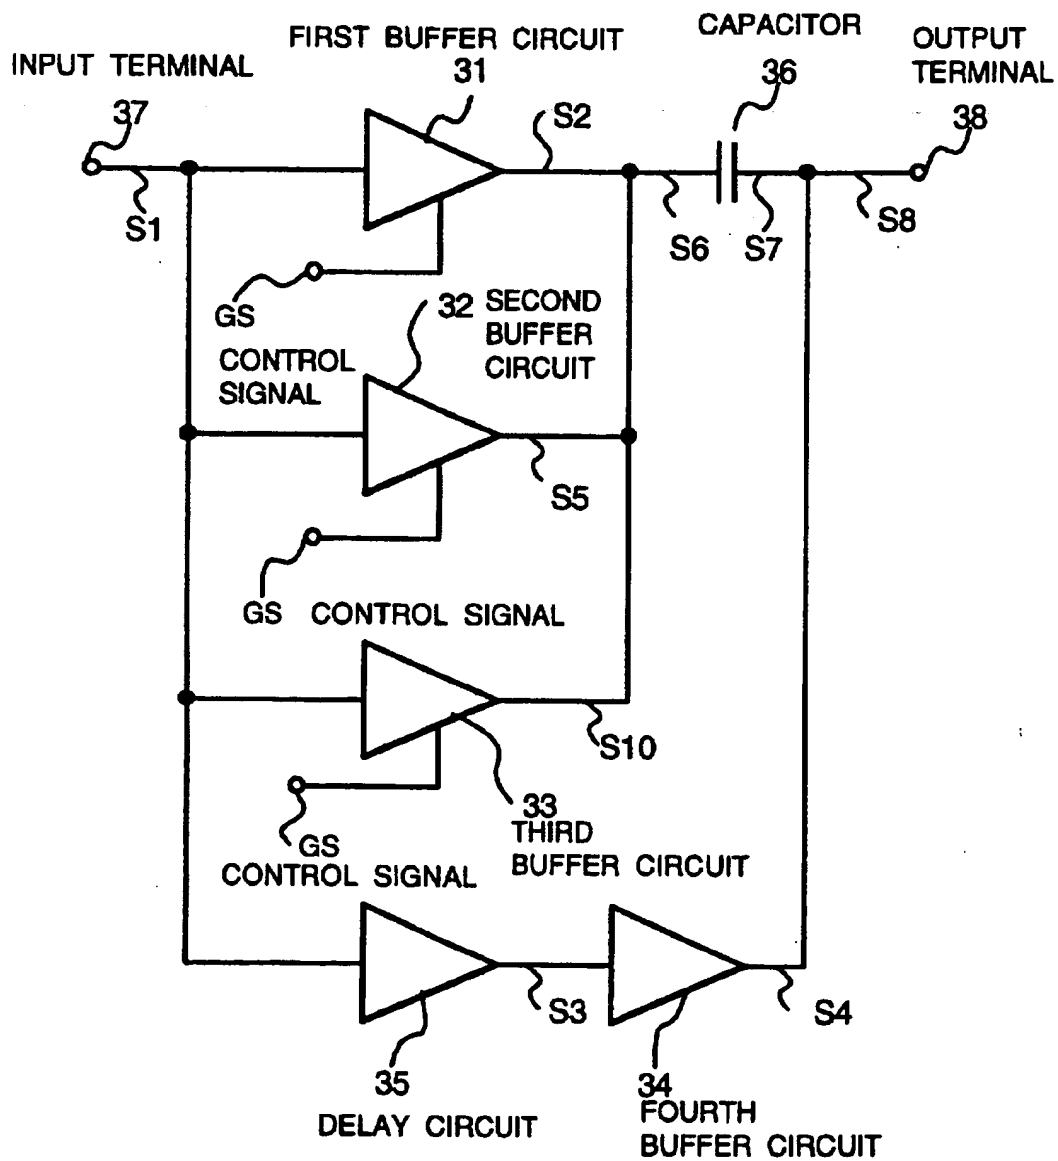 INPUT TERMINAL
37
FIRST BUFFER CIRCUIT
31
CAPACITOR
36
OUTPUT
TERMINAL
38
S1
S2
S6
S7
S8
GS
CONTROL
SIGNAL
32
SECOND
BUFFER
CIRCUIT
S5
GS CONTROL SIGNAL
S10
33
THIRD
BUFFER CIRCUIT
GS
CONTROL SIGNAL
S3
S4
35
DELAY CIRCUIT
34
FOURTH
BUFFER CIRCUIT